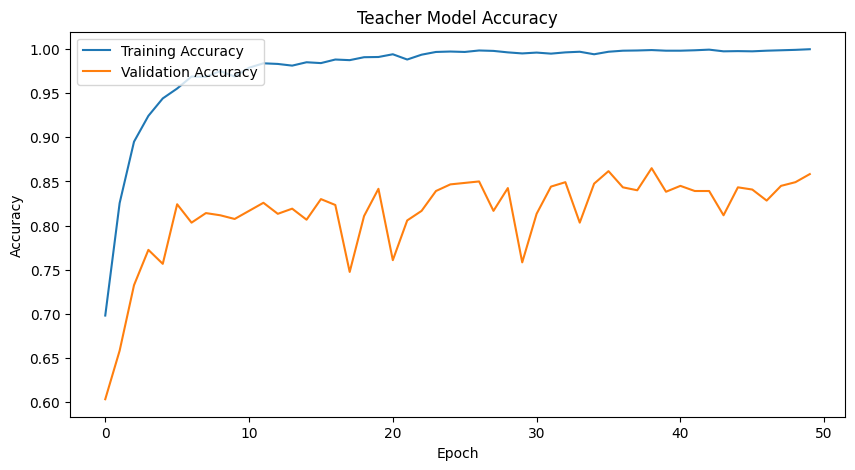 Teacher Model Accuracy
Training Accuracy
Validation Accuracy
1.00
0.95
0.90
0.85
0.80
0.75
0.70
0.65
0.60
Accuracy
0 10 20 30 40 50
Epoch